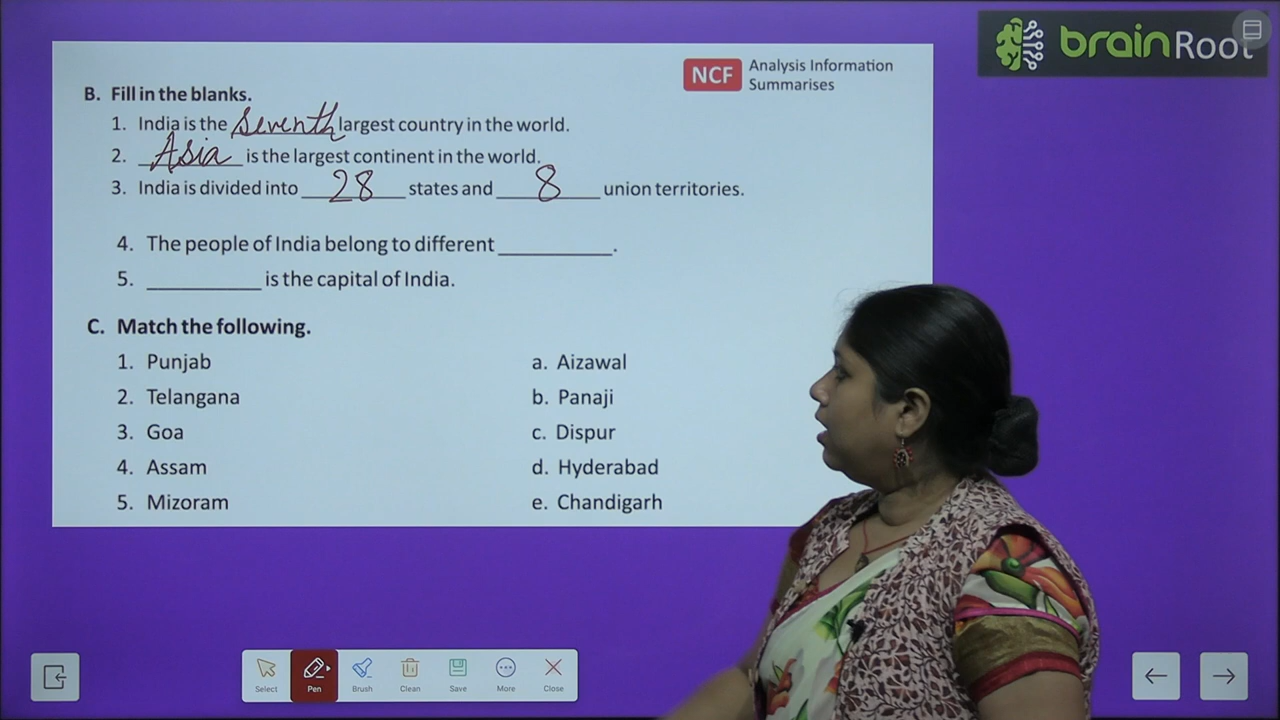 brainRoot
NCF Analysis Information
Summarises
B. Fill in the blanks.
1. India is the Seventh largest country in the world.
2. Asia is the largest continent in the world.
3. India is divided into 28 states and 8 union territories.
4. The people of India belong to different __________.
5. __________ is the capital of India.
C. Match the following.
1. Punjab a. Aizawal
2. Telangana b. Panaji
3. Goa c. Dispur
4. Assam d. Hyderabad
5. Mizoram e. Chandigarh
Select Pen Brush Clean Save More Close